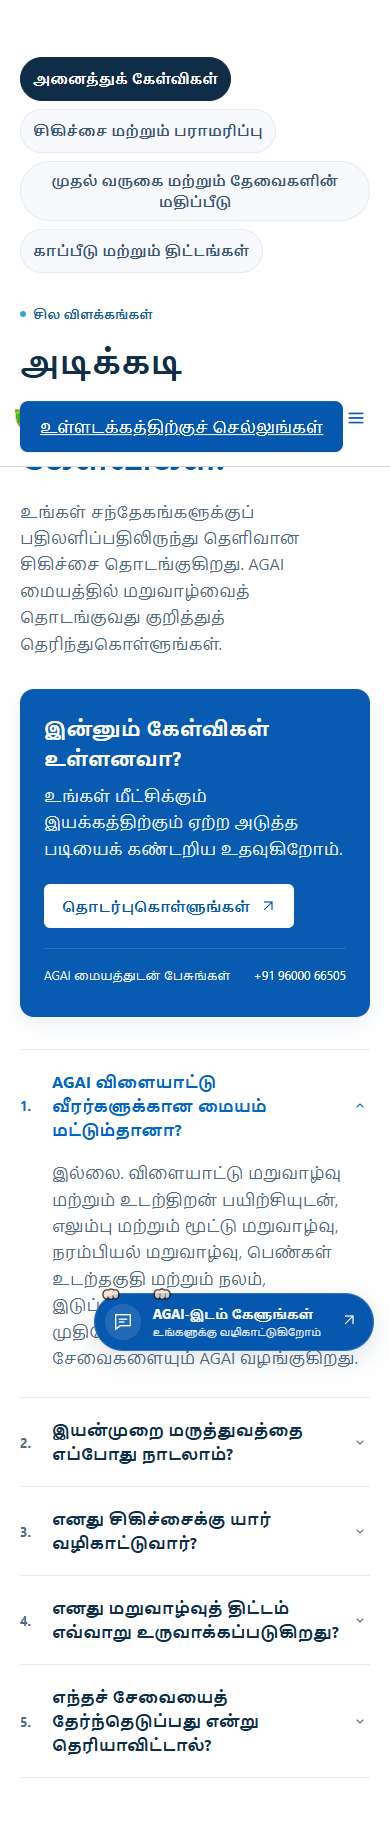 அனைத்துக் கேள்விகள்
சிகிச்சை மற்றும் பராமரிப்பு
முதல் வருகை மற்றும் தேவைகளின்
மதிப்பீடு
காப்பீடு மற்றும் திட்டங்கள்
சில விளக்கங்கள்
அடிக்கடி
உள்ளடக்கத்திற்குச் செல்லுங்கள்
உங்கள் சந்தேகங்களுக்குப்
பதிலளிப்பதிலிருந்து தெளிவான
சிகிச்சை தொடங்குகிறது. AGAI
மையத்தில் மறுவாழ்வைத்
தொடங்குவது குறித்துத்
தெரிந்துகொள்ளுங்கள்.
இன்னும் கேள்விகள்
உள்ளனவா?
உங்கள் மீட்சிக்கும்
இயக்கத்திற்கும் ஏற்ற அடுத்த
படியைக் கண்டறிய உதவுகிறோம்.
தொடர்புகொள்ளுங்கள்
AGAI மையத்துடன் பேசுங்கள் +91 96000 66505
1. AGAI விளையாட்டு
வீரர்களுக்கான மையம்
மட்டும்தானா?
இல்லை. விளையாட்டு மறுவாழ்வு
மற்றும் உடற்திறன் பயிற்சியுடன்,
எலும்பு மற்றும் மூட்டு மறுவாழ்வு,
நரம்பியல் மறுவாழ்வு, பெண்கள்
உடற்தகுதி மற்றும் நலம்,
AGAI-இடம் கேளுங்கள்
உங்களுக்கு வழிகாட்டுகிறோம்
சேவைகளையும் AGAI வழங்குகிறது.
2. இயன்முறை மருத்துவத்தை
எப்போது நாடலாம்?
3. எனது சிகிச்சைக்கு யார்
வழிகாட்டுவார்?
4. எனது மறுவாழ்வுத் திட்டம்
எவ்வாறு உருவாக்கப்படுகிறது?
5. எந்தச் சேவையைத்
தேர்ந்தெடுப்பது என்று
தெரியாவிட்டால்?